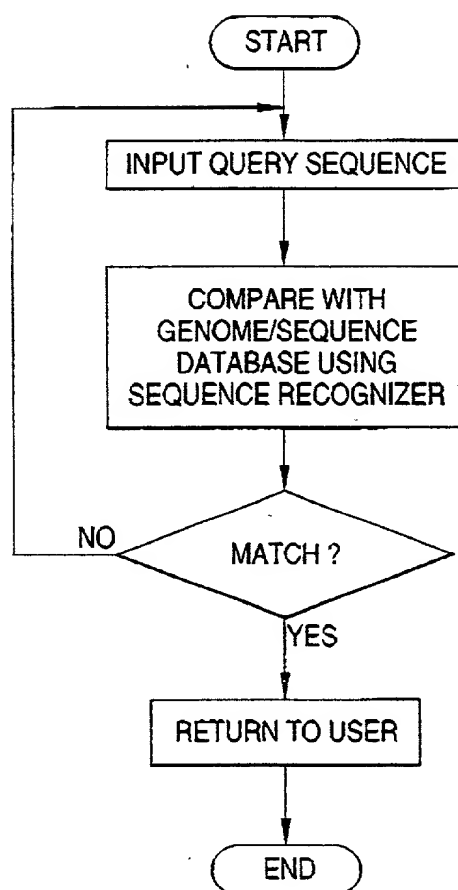 START
INPUT QUERY SEQUENCE
COMPARE WITH
GENOME/SEQUENCE
DATABASE USING
SEQUENCE RECOGNIZER
MATCH ?
NO
YES
RETURN TO USER
END